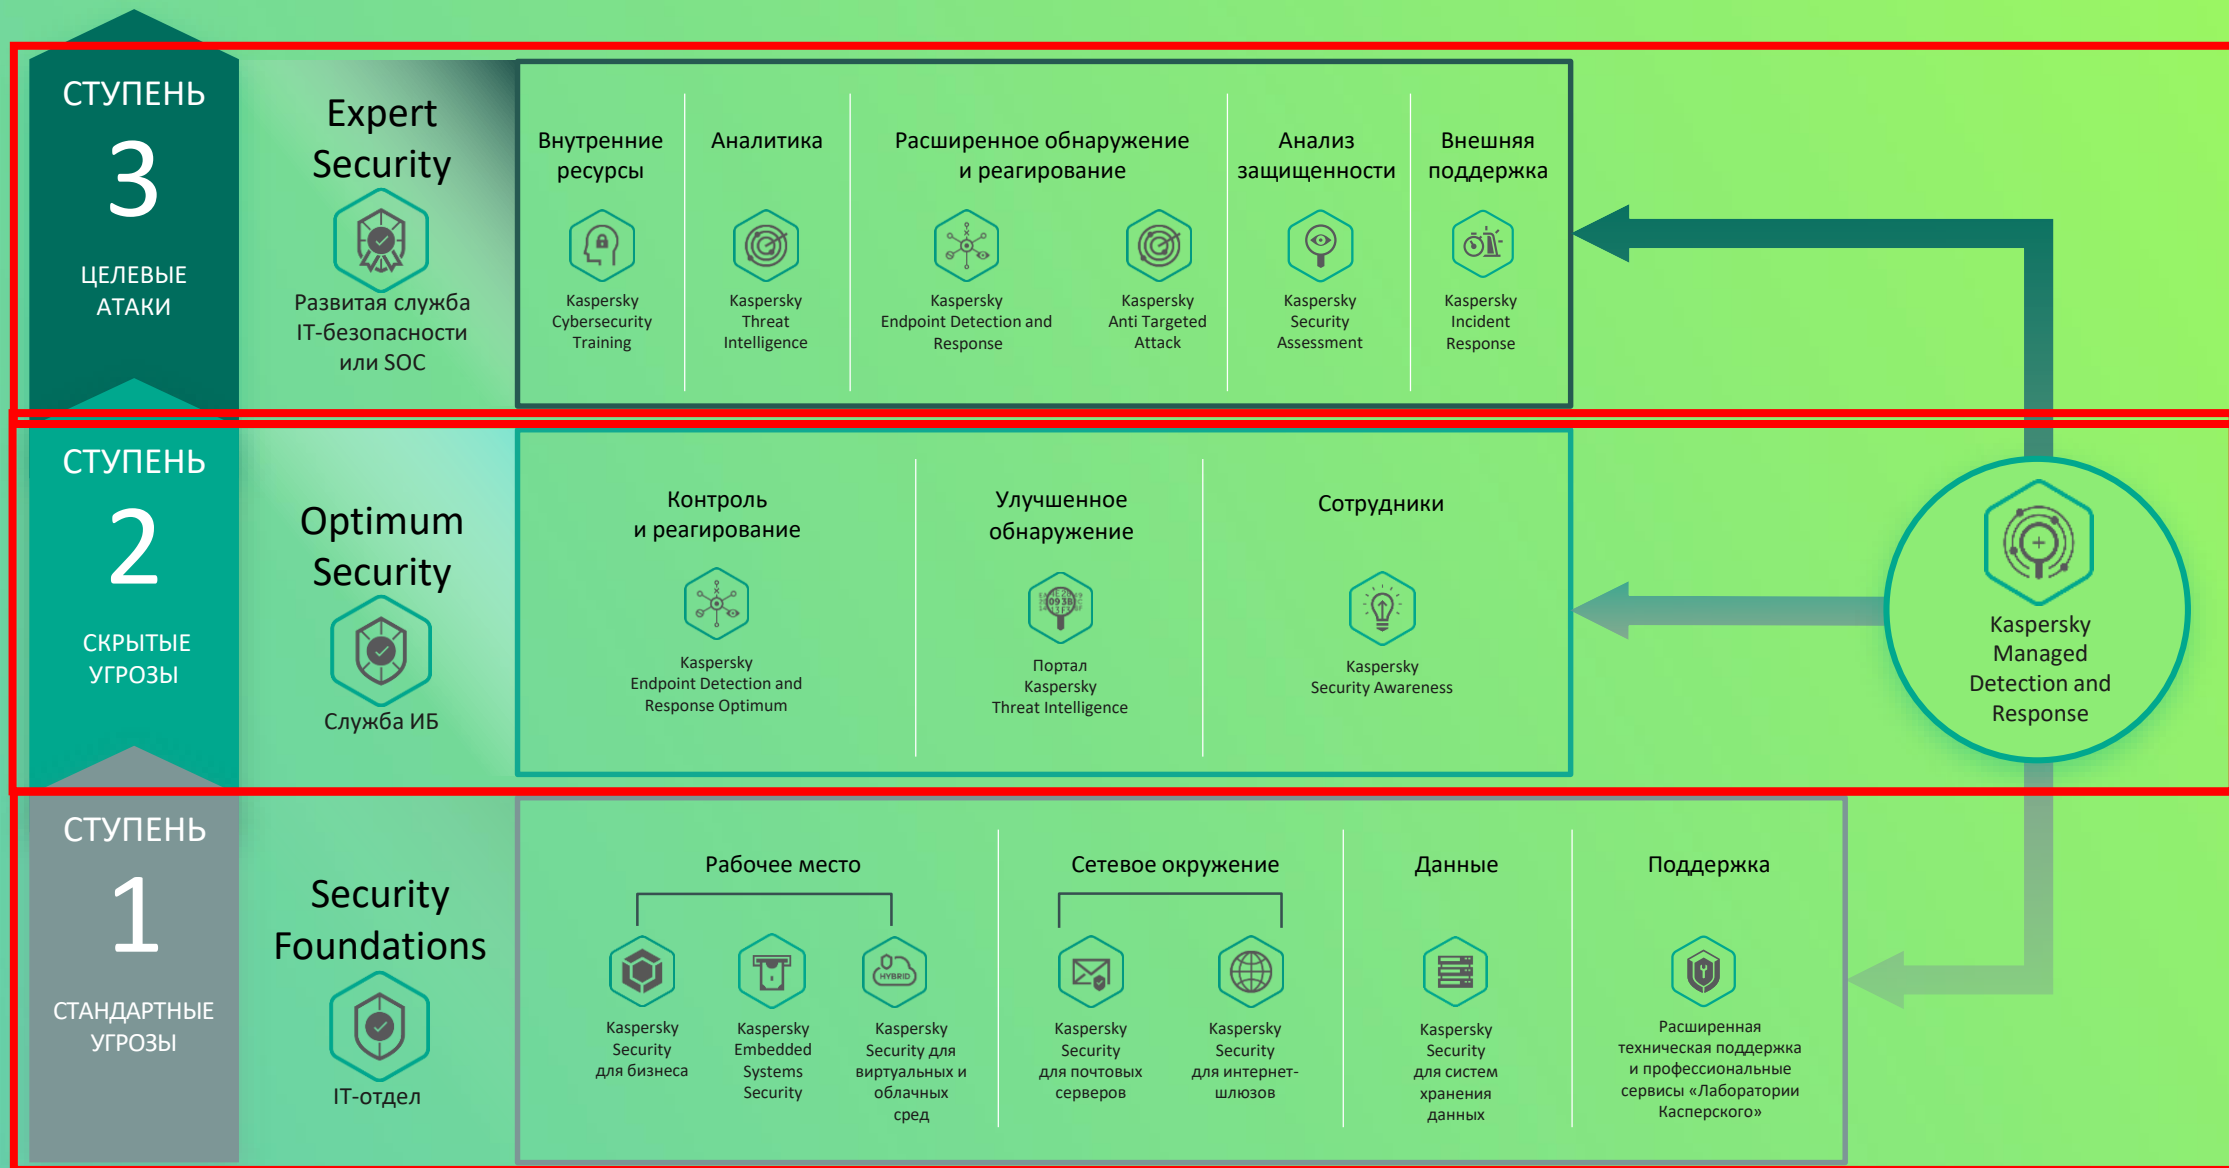 СТУПЕНЬ
3
ЦЕЛЕВЫЕ
АТАКИ
Expert
Security
Развитая служба
IT-безопасности
или SOC
Внутренние
ресурсы
Kaspersky
Cybersecurity
Training
Аналитика
Kaspersky
Threat
Intelligence
Расширенное обнаружение
и реагирование
Kaspersky
Endpoint Detection and
Response
Kaspersky
Anti Targeted
Attack
Анализ
защищенности
Kaspersky
Security
Assessment
Внешняя
поддержка
Kaspersky
Incident
Response
СТУПЕНЬ
2
СКРЫТЫЕ
УГРОЗЫ
Optimum
Security
Служба ИБ
Контроль
и реагирование
Kaspersky
Endpoint Detection and
Response Optimum
Улучшенное
обнаружение
Портал
Kaspersky
Threat Intelligence
Сотрудники
Kaspersky
Security Awareness
Kaspersky
Managed
Detection and
Response
СТУПЕНЬ
1
СТАНДАРТНЫЕ
УГРОЗЫ
Security
Foundations
IT-отдел
Рабочее место
Kaspersky
Security
для бизнеса
Kaspersky
Embedded
Systems
Security
HYBRID
Kaspersky
Security для
виртуальных и
облачных
сред
Сетевое окружение
Kaspersky
Security
для почтовых
серверов
Kaspersky
Security
для интернет-
шлюзов
Данные
Kaspersky
Security
для систем
хранения
данных
Поддержка
Расширенная
техническая поддержка
и профессиональные
сервисы «Лаборатории
Касперского»